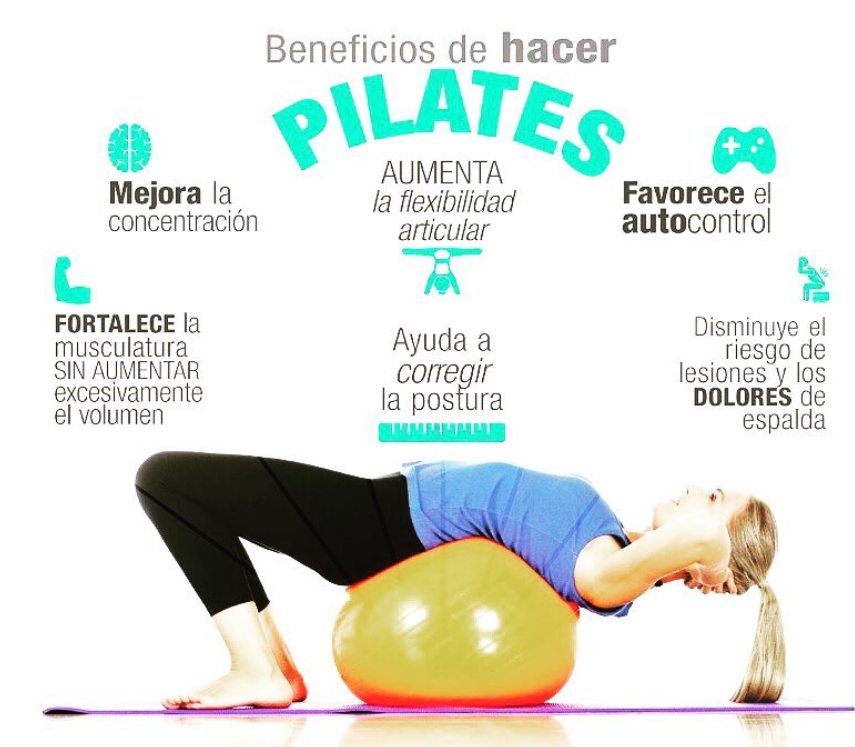 Beneficios de hacer
PILATES
Mejora la
concentración
AUMENTA
la flexibilidad
articular
Favorece el
autocontrol
FORTALECE la
musculatura
SIN AUMENTAR
excesivamente
el volumen
Ayuda a
corregir
la postura
Disminuye el
riesgo de
lesiones y los
DOLORES de
espalda